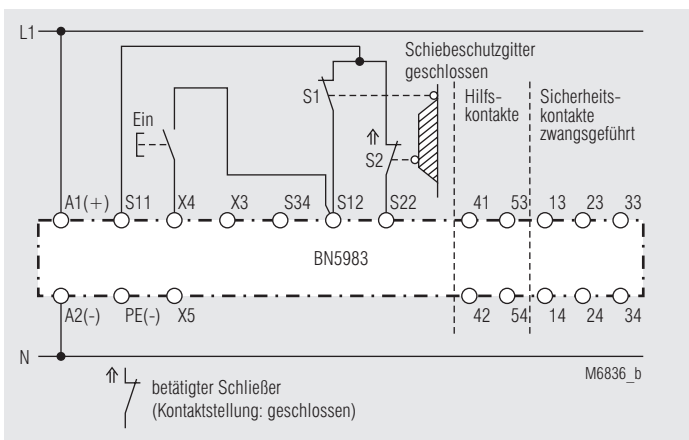 L1
Schiebeschutzgitter
geschlossen
S1
Hilfs-
kontakte
Sicherheits-
kontakte
zwangsgeführt
Ein
S2
A1(+) S11 X4 X3 S34 S12 S22 41 53 13 23 33
BN5983
A2(-) PE(-) X5 42 54 14 24 34
N
M6836_b
betätigter Schließer
(Kontaktstellung: geschlossen)